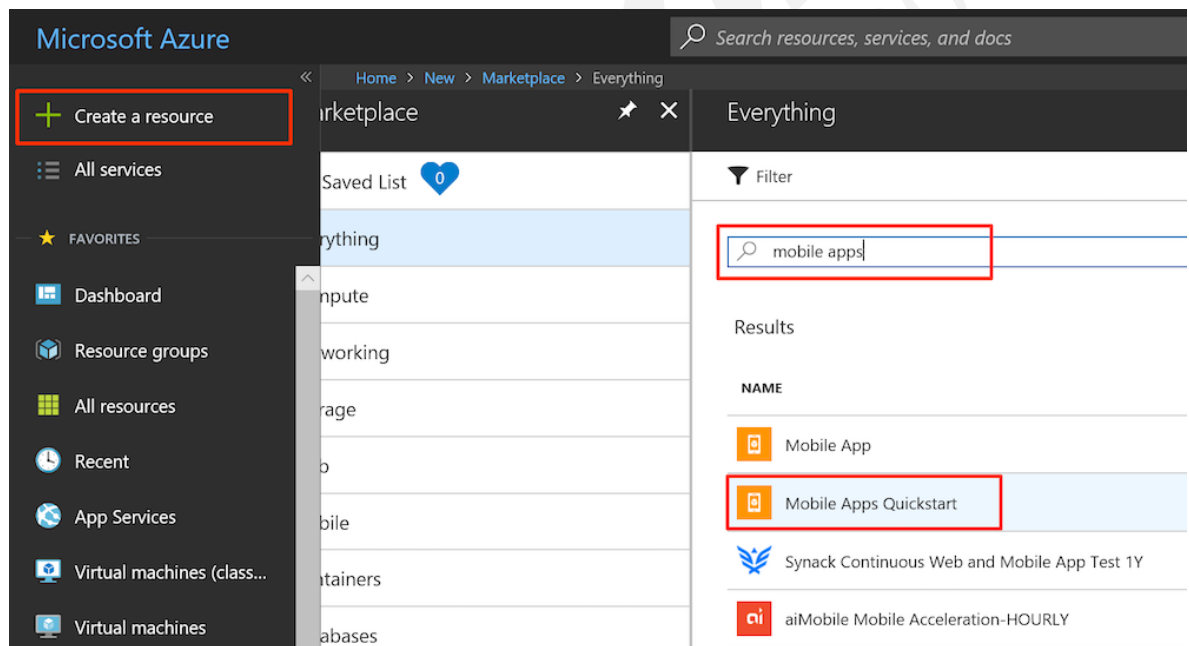 Microsoft Azure
Search resources, services, and docs
« Home > New > Marketplace > Everything
Create a resource
All services
FAVORITES
Dashboard
Resource groups
All resources
Recent
App Services
Virtual machines (class...
Virtual machines
rketplace
Saved List 0
rything
npute
working
rage
b
bile
tainers
abases
Everything
Filter
mobile apps
Results
NAME
Mobile App
Mobile Apps Quickstart
Synack Continuous Web and Mobile App Test 1Y
ai aiMobile Mobile Acceleration-HOURLY